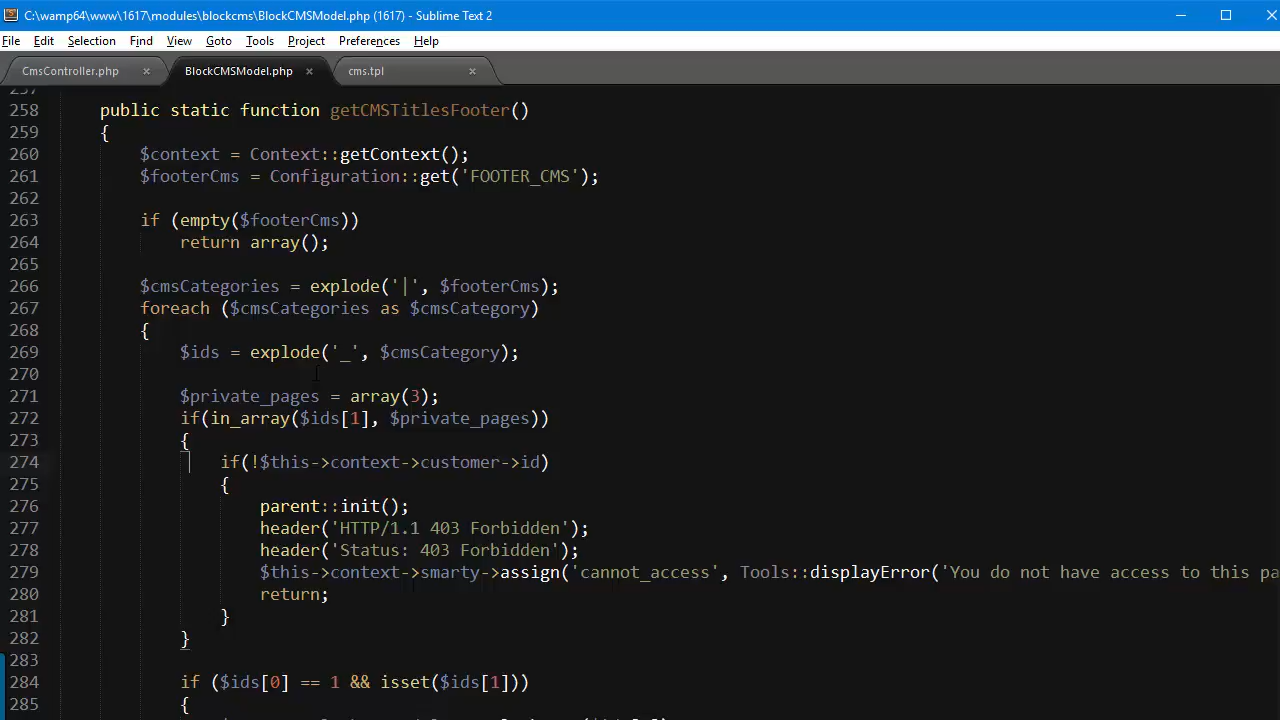 C:\wamp64\www\1617\modules\blockcms\BlockCMSModel.php (1617) - Sublime Text 2
File Edit Selection Find View Goto Tools Project Preferences Help
CmsController.php × BlockCMSModel.php × cms.tpl ×
257
258 public static function getCMSTitlesFooter()
259 {
260 $context = Context::getContext();
261 $footerCms = Configuration::get('FOOTER_CMS');
262
263 if (empty($footerCms))
264 return array();
265
266 $cmsCategories = explode('|', $footerCms);
267 foreach ($cmsCategories as $cmsCategory)
268 {
269 $ids = explode('_', $cmsCategory);
270
271 $private_pages = array(3);
272 if(in_array($ids[1], $private_pages))
273 {
274 if(!$this->context->customer->id)
275 {
276 parent::init();
277 header('HTTP/1.1 403 Forbidden');
278 header('Status: 403 Forbidden');
279 $this->context->smarty->assign('cannot_access', Tools::displayError('You do not have access to this pa
280 return;
281 }
282 }
283
284 if ($ids[0] == 1 && isset($ids[1]))
285 {